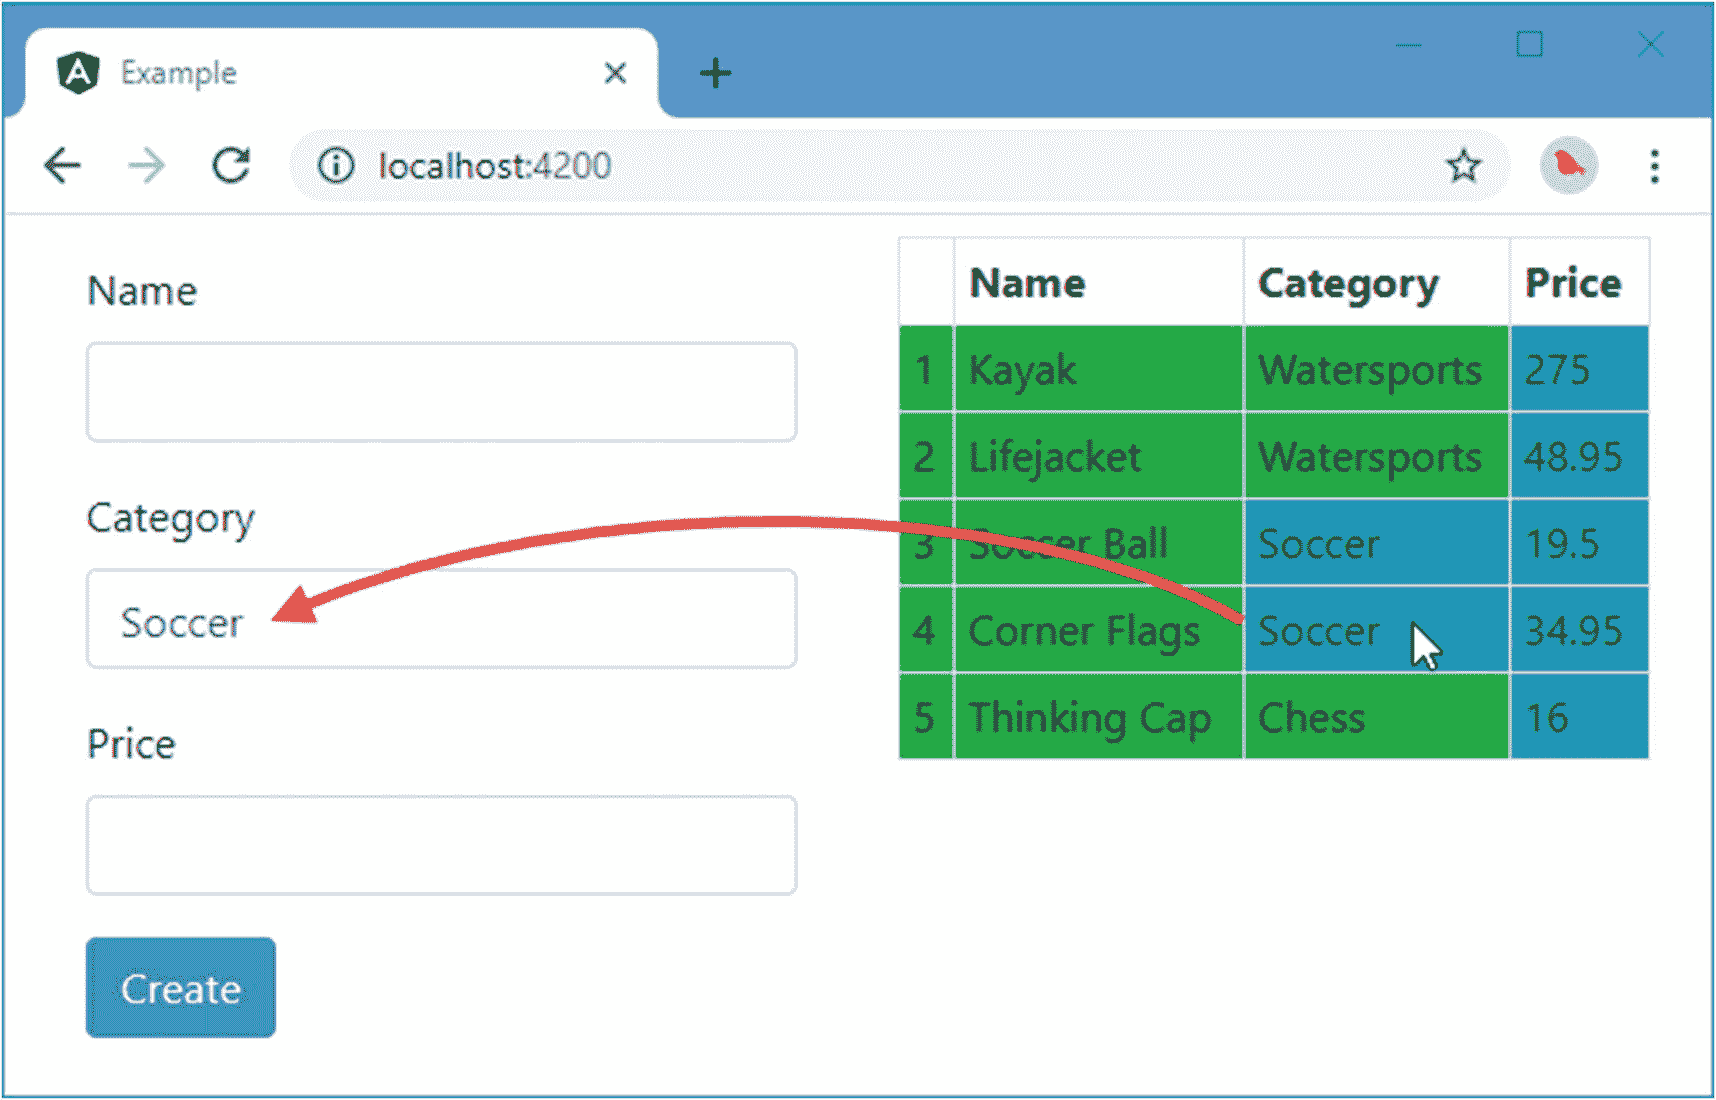 Example
localhost:4200
Name
Category
Soccer
Price
Create
Name Category Price
1 Kayak Watersports 275
2 Lifejacket Watersports 48.95
3 Soccer Ball Soccer 19.5
4 Corner Flags Soccer 34.95
5 Thinking Cap Chess 16